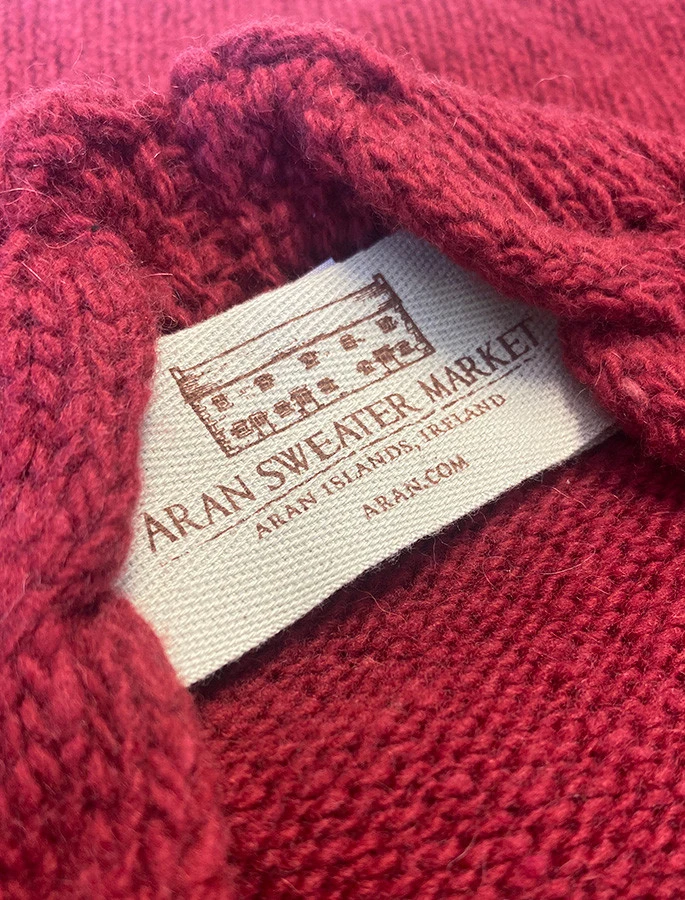 ARAN SWEATER MARKET
ARAN ISLANDS, IRELAND
ARAN.COM